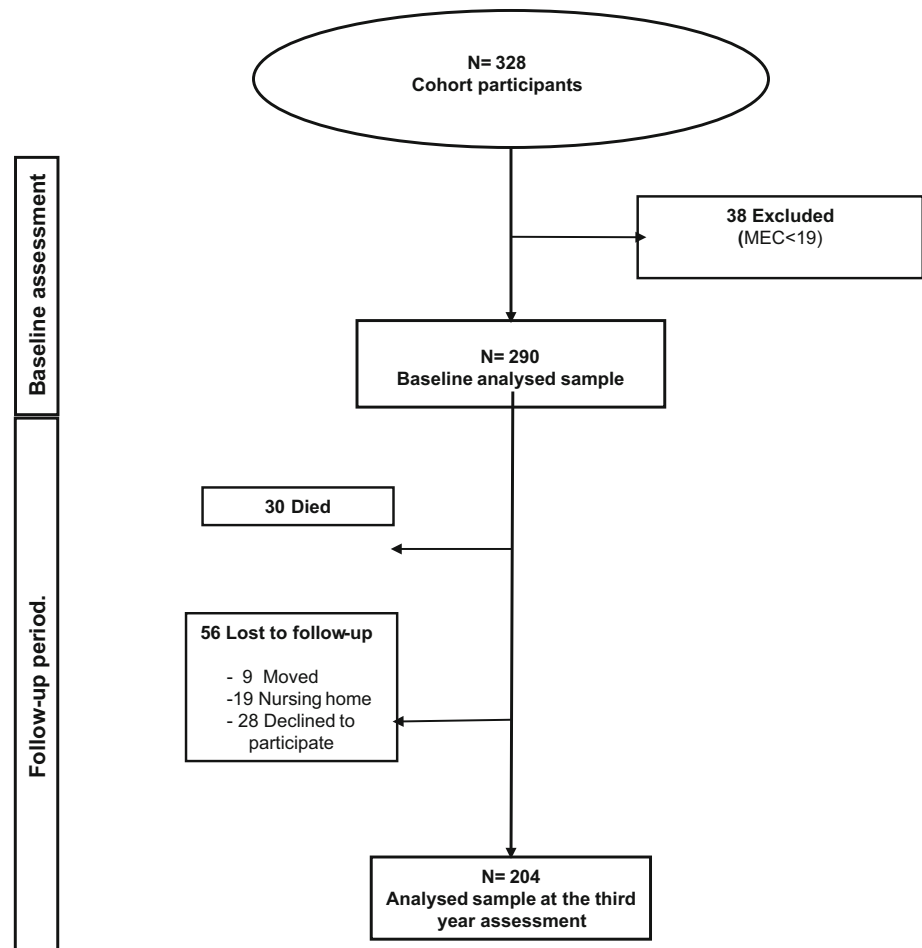 N= 328
Cohort participants
Baseline assessment
38 Excluded
(MEC<19)
N= 290
Baseline analysed sample
30 Died
Follow-up period.
56 Lost to follow-up
- 9 Moved
-19 Nursing home
- 28 Declined to
participate
N= 204
Analysed sample at the third
year assessment